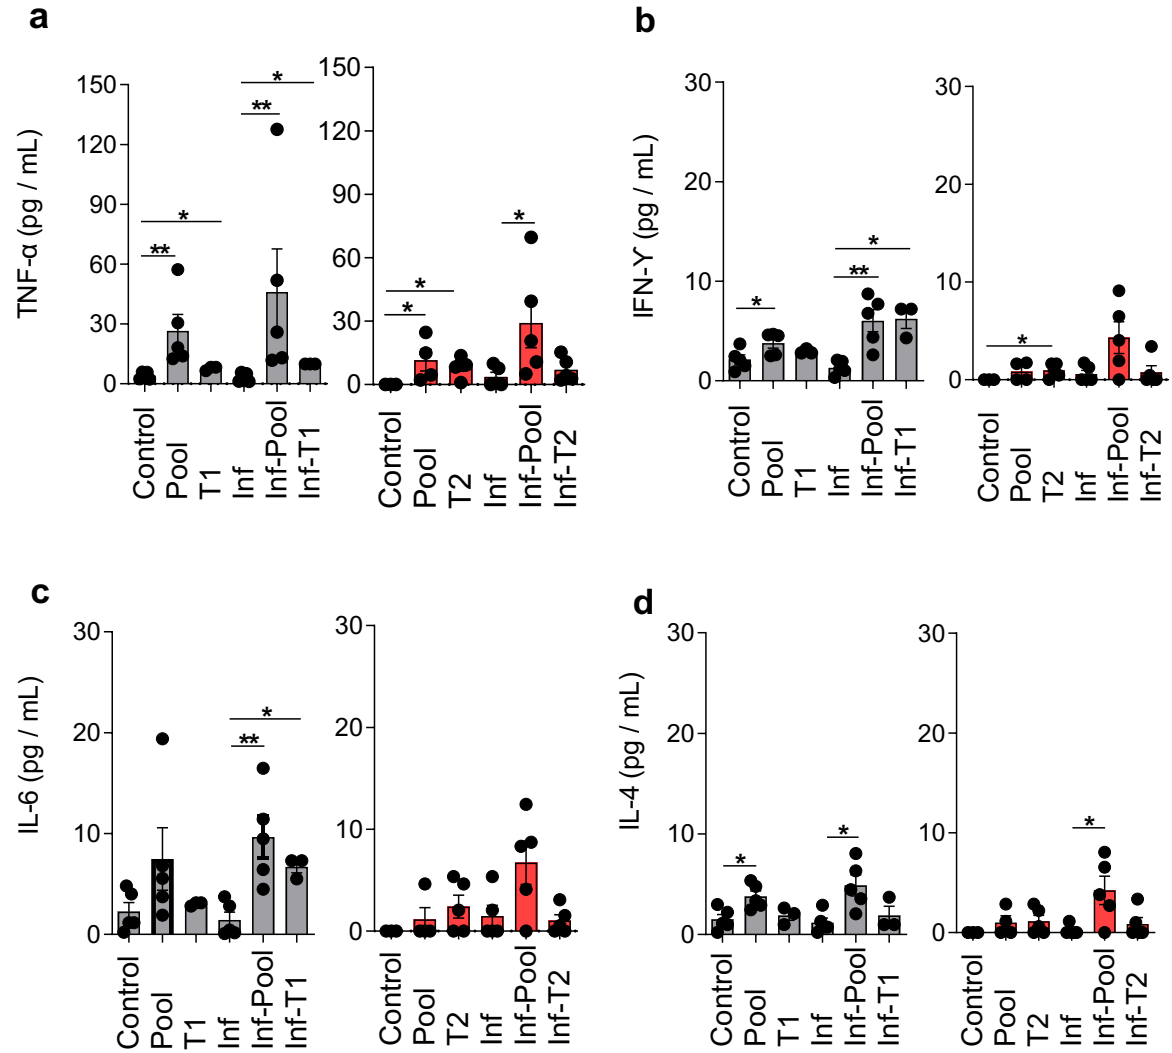 a
TNF-α (pg / mL)
150
120
90
60
30
0
*
**
**
*
Control
Pool
T1
Inf
Inf-Pool
Inf-T1
150
120
90
60
30
0
*
*
*
Control
Pool
T2
Inf
Inf-Pool
Inf-T2
b
IFN-ϒ (pg / mL)
30
20
10
0
*
**
*
Control
Pool
T1
Inf
Inf-Pool
Inf-T1
30
20
10
0
*
Control
Pool
T2
Inf
Inf-Pool
Inf-T2
c
IL-6 (pg / mL)
30
20
10
0
*
**
Control
Pool
T1
Inf
Inf-Pool
Inf-T1
30
20
10
0
Control
Pool
T2
Inf
Inf-Pool
Inf-T2
d
IL-4 (pg / mL)
30
20
10
0
*
*
Control
Pool
T1
Inf
Inf-Pool
Inf-T1
30
20
10
0
*
Control
Pool
T2
Inf
Inf-Pool
Inf-T2